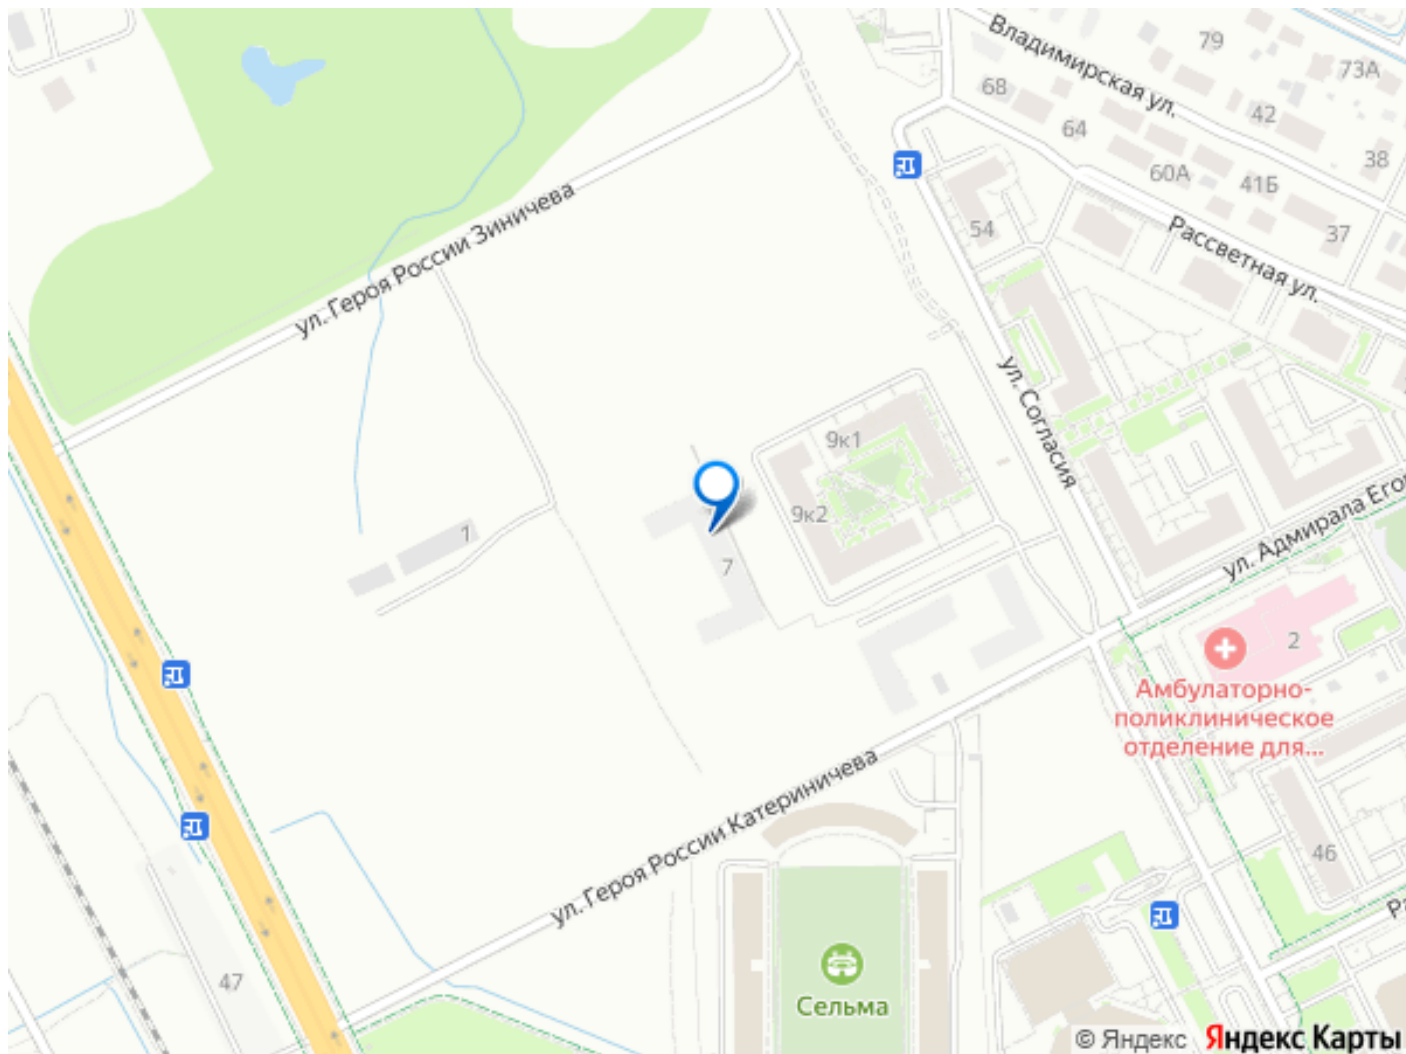 Владимирская ул.
79
73А
68
42
64
38
60А
41Б
37
54
Рассветная ул.
ул. Героя России Зиничева
ул. Согласия
9к1
9к2
1
7
ул. Адмирала Его
2
Амбулаторно-
поликлиническое
отделение для...
ул. Героя России Катериничева
46
47
Сельма
© Яндекс Яндекс Карты